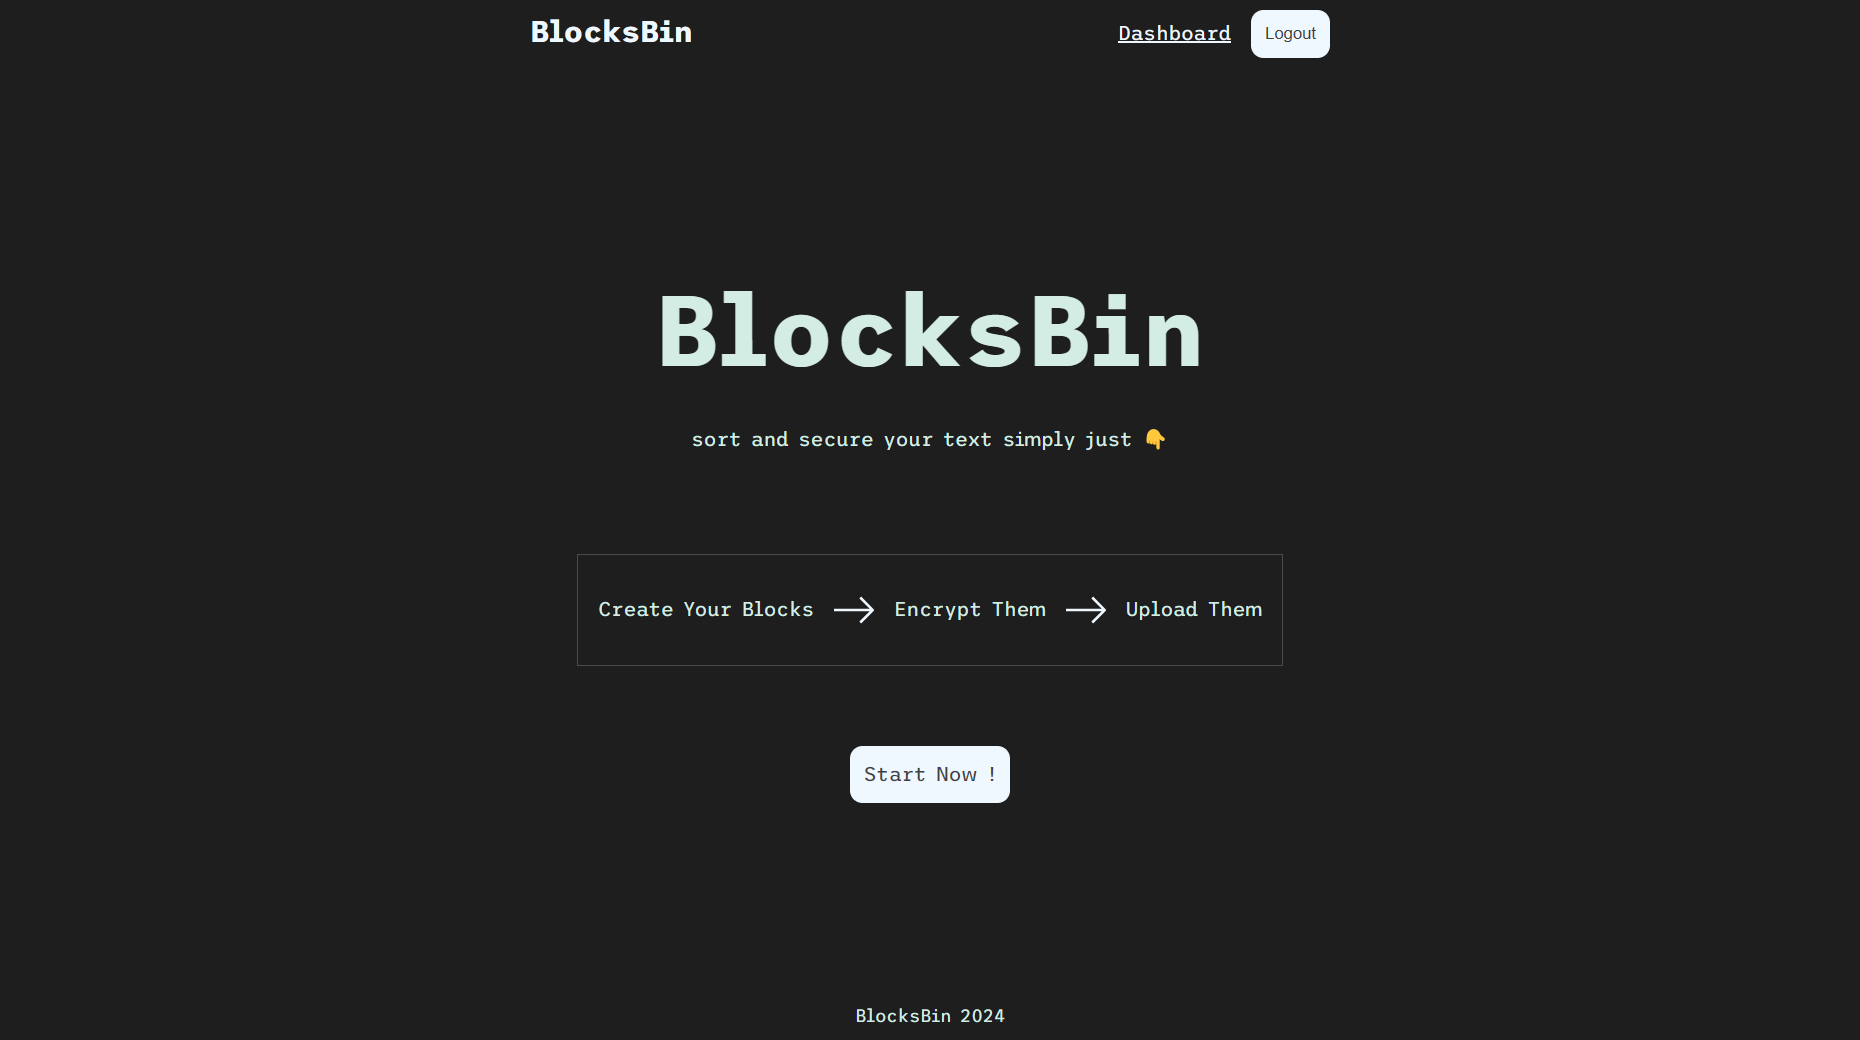 BlocksBin
Dashboard
Logout
BlocksBin
sort and secure your text simply just 👇
Create Your Blocks
Encrypt Them
Upload Them
Start Now !
BlocksBin 2024